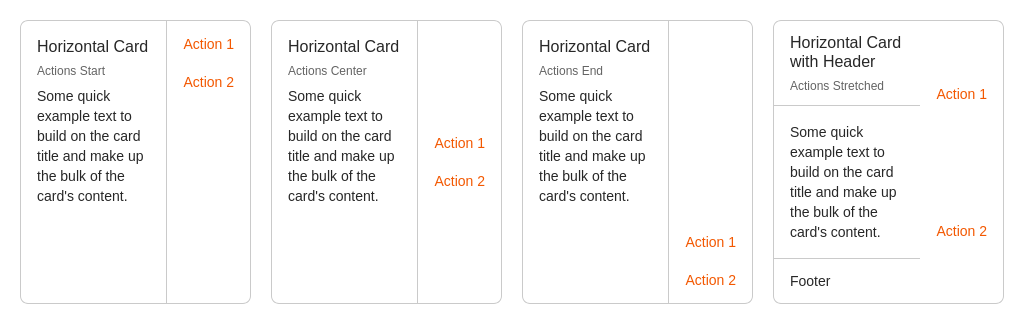 Horizontal Card
Actions Start
Some quick
example text to
build on the card
title and make up
the bulk of the
card's content.
Action 1
Action 2
Horizontal Card
Actions Center
Some quick
example text to
build on the card
title and make up
the bulk of the
card's content.
Action 1
Action 2
Horizontal Card
Actions End
Some quick
example text to
build on the card
title and make up
the bulk of the
card's content.
Action 1
Action 2
Horizontal Card
with Header
Actions Stretched
Some quick
example text to
build on the card
title and make up
the bulk of the
card's content.
Footer
Action 1
Action 2